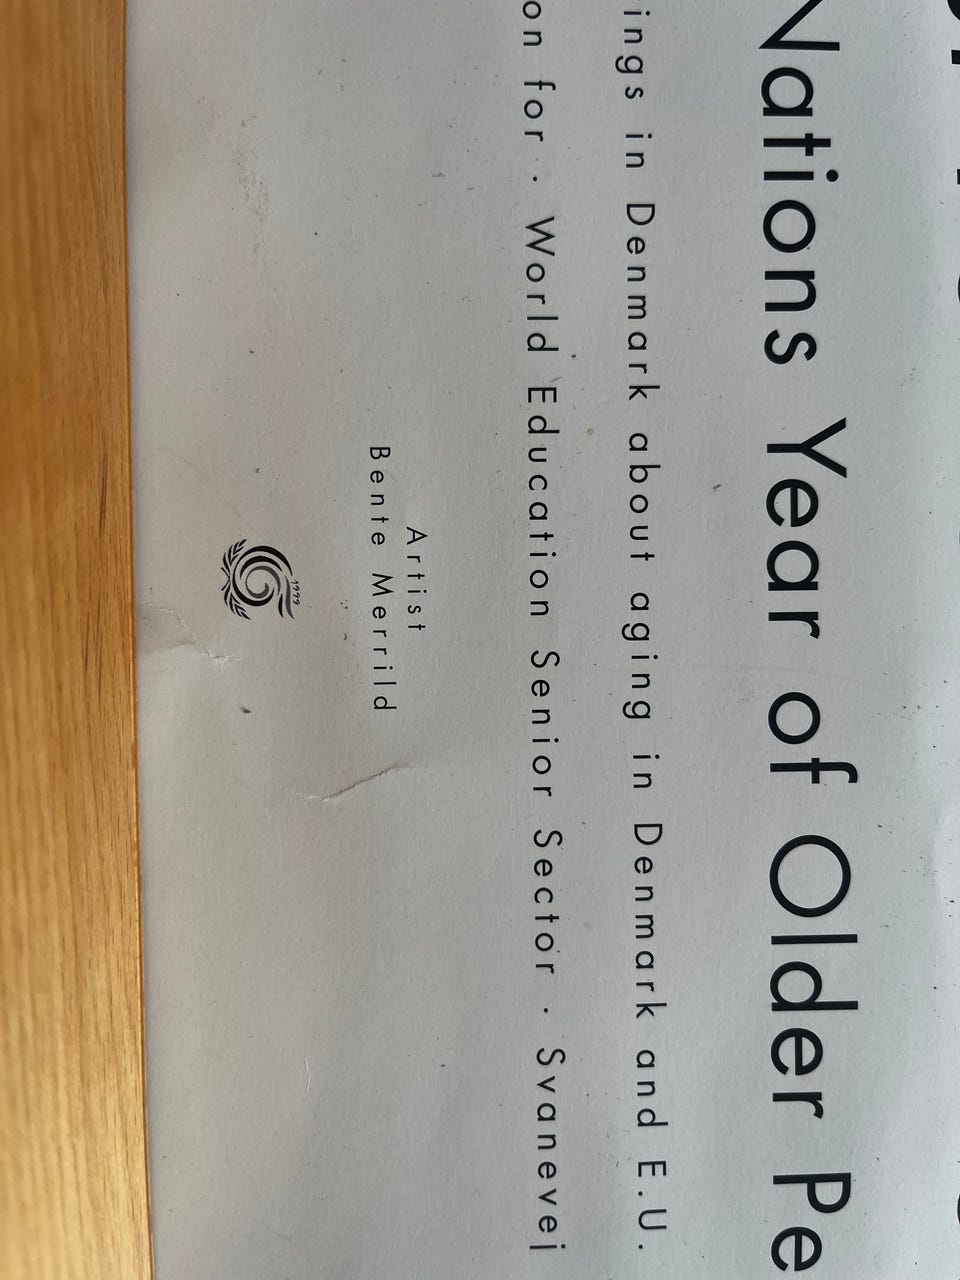 Nations Year of Older Pe
ings in Denmark about aging in Denmark and E.U.
on for · World Education Senior Sector · Svanevej
Artist
Bente Merrild
1999